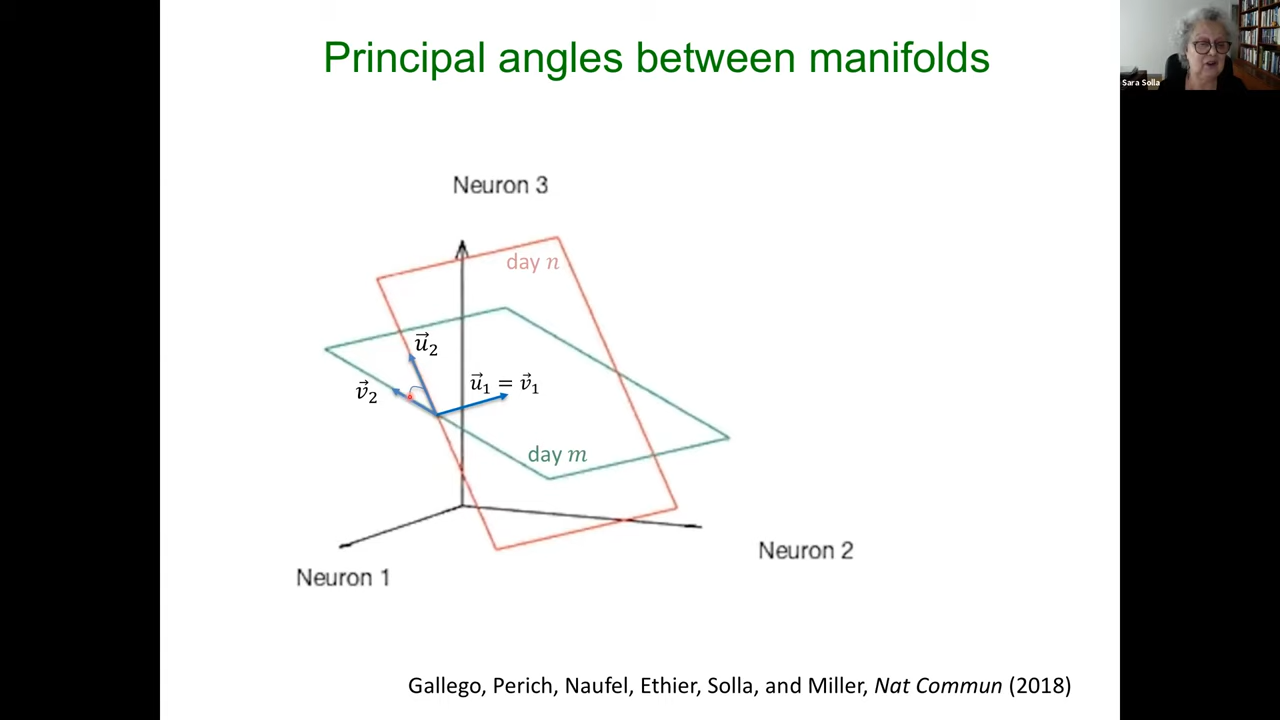 Principal angles between manifolds
Sara Solla
Neuron 3
day n
u⃗₂
v⃗₂
u⃗₁ = v⃗₁
day m
Neuron 2
Neuron 1
Gallego, Perich, Naufel, Ethier, Solla, and Miller, Nat Commun (2018)